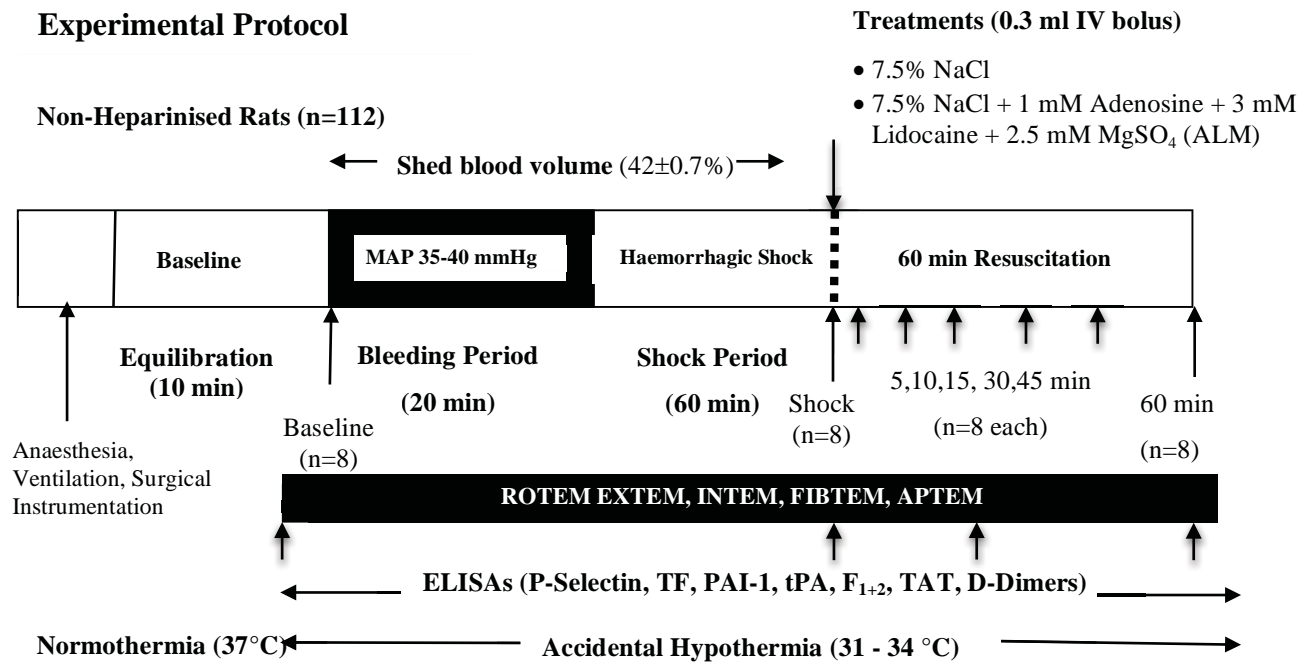 Experimental Protocol
Treatments (0.3 ml IV bolus)
• 7.5% NaCl
• 7.5% NaCl + 1 mM Adenosine + 3 mM
Lidocaine + 2.5 mM MgSO₄ (ALM)
Non-Heparinised Rats (n=112)
Shed blood volume (42±0.7%)
Baseline
MAP 35-40 mmHg
Haemorrhagic Shock
60 min Resuscitation
Equilibration
(10 min)
Bleeding Period
(20 min)
Shock Period
(60 min)
Anaesthesia,
Ventilation, Surgical
Instrumentation
Baseline
(n=8)
Shock
(n=8)
5,10,15, 30,45 min
(n=8 each)
60 min
(n=8)
ROTEM EXTEM, INTEM, FIBTEM, APTEM
ELISAs (P-Selectin, TF, PAI-1, tPA, F₁₊₂, TAT, D-Dimers)
Normothermia (37°C)
Accidental Hypothermia (31 - 34 °C)